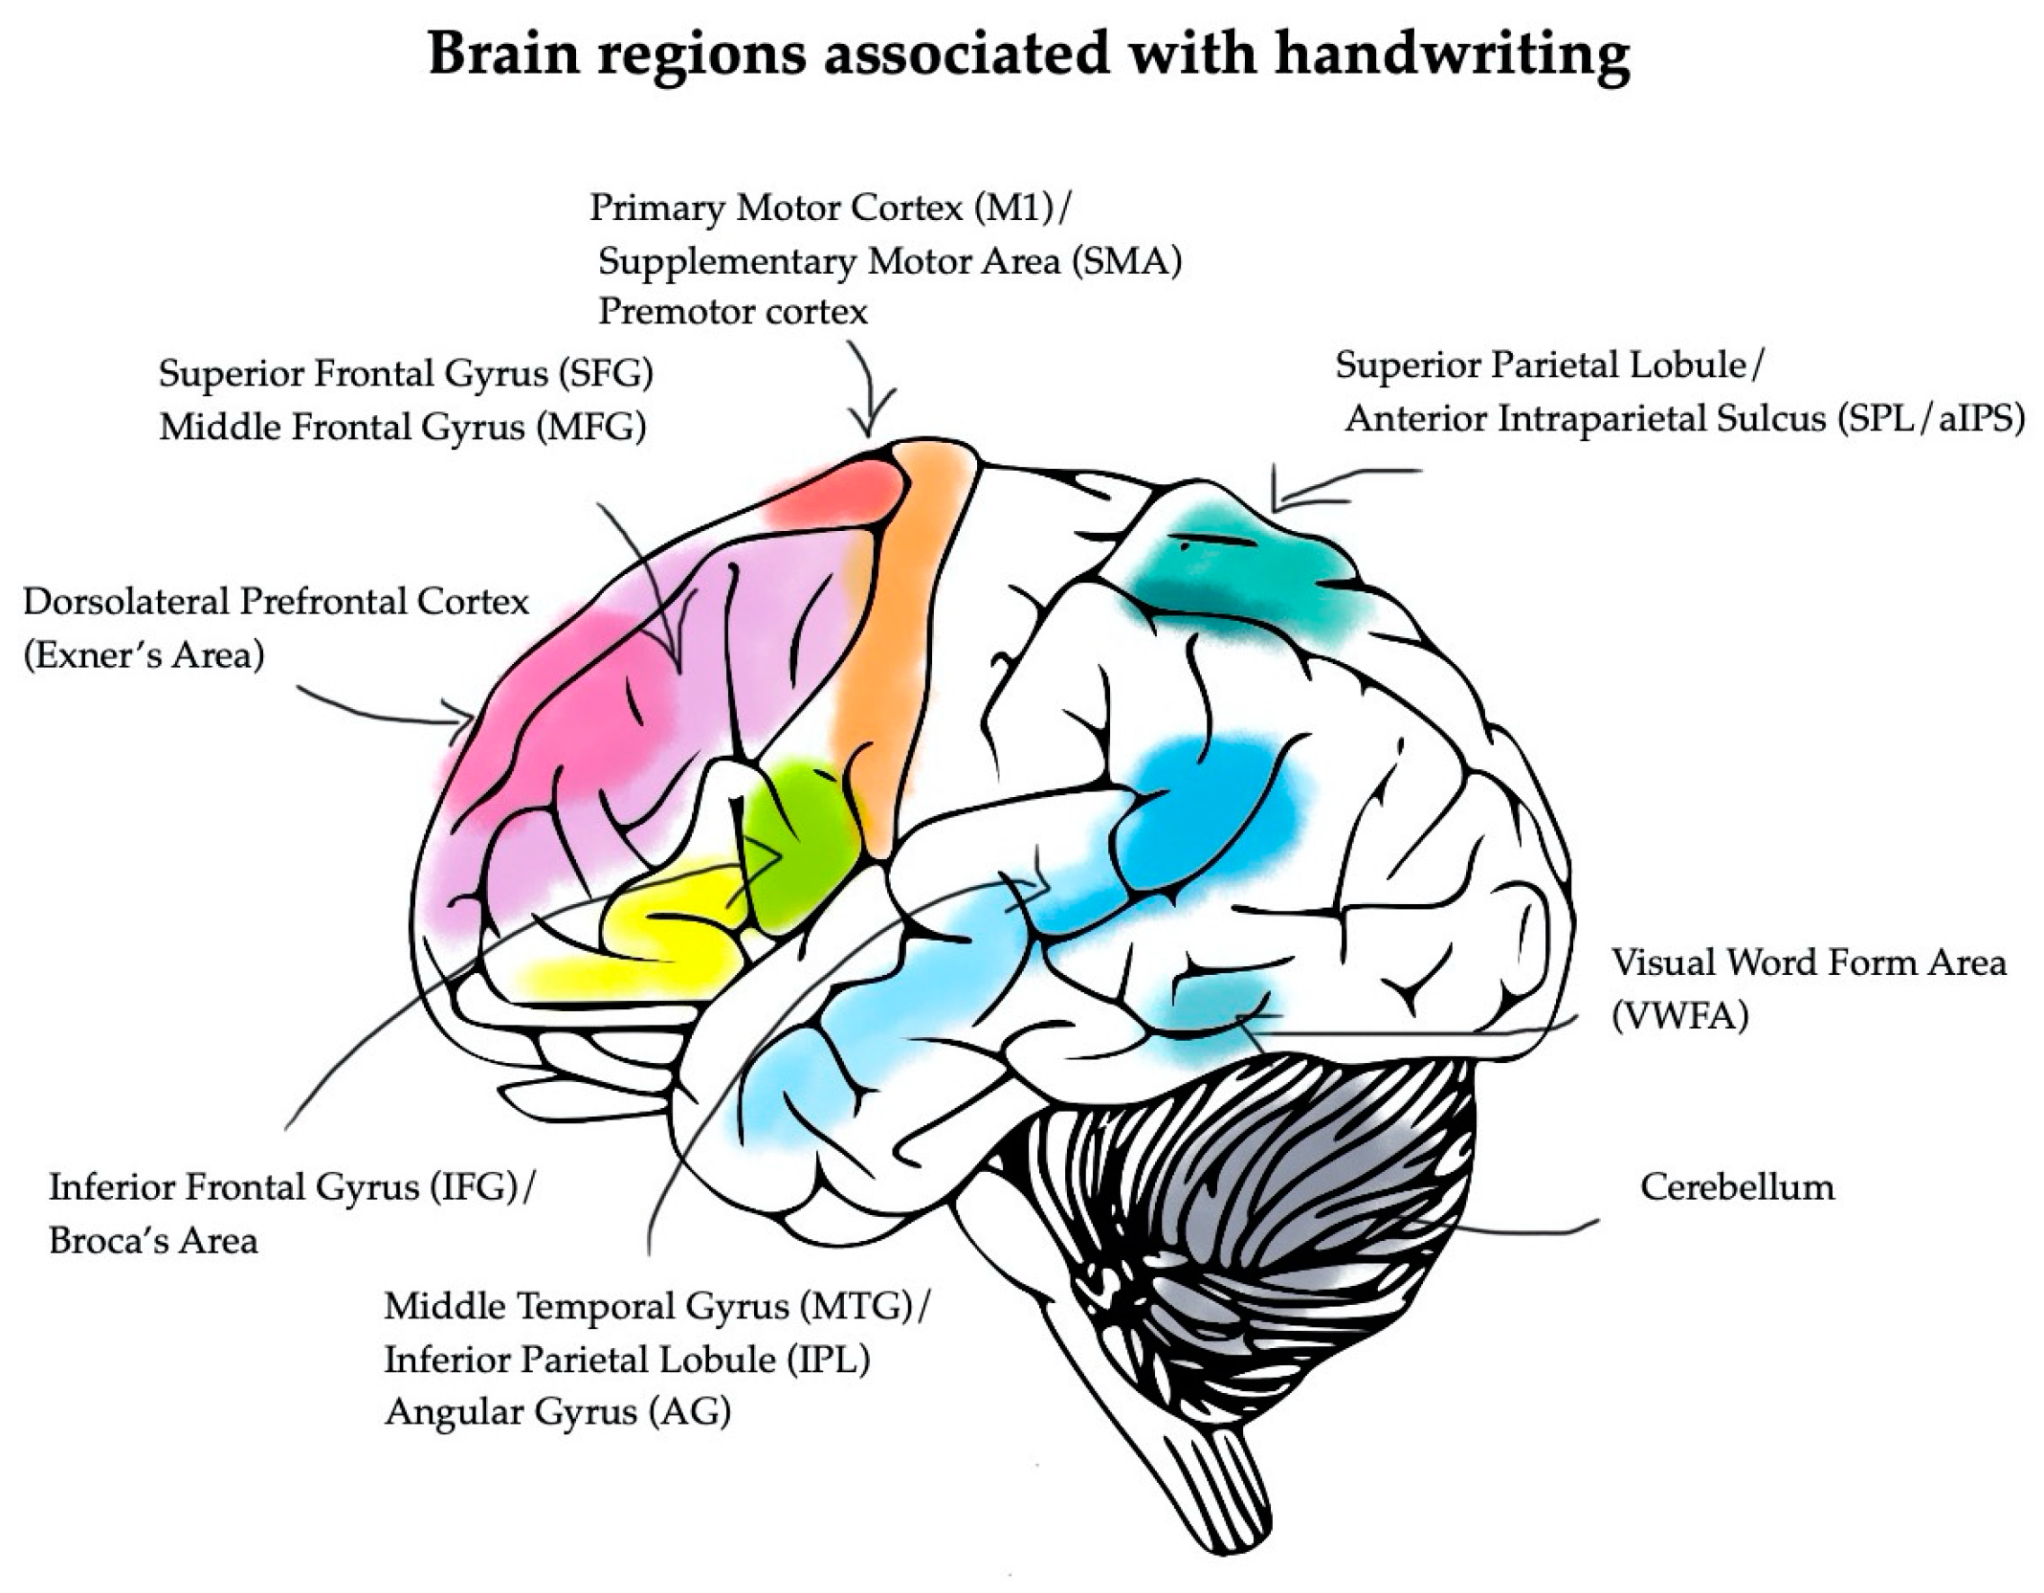 Brain regions associated with handwriting
Primary Motor Cortex (M1)/
Supplementary Motor Area (SMA)
Premotor cortex
Superior Frontal Gyrus (SFG)
Middle Frontal Gyrus (MFG)
Superior Parietal Lobule/
Anterior Intraparietal Sulcus (SPL/aIPS)
Dorsolateral Prefrontal Cortex
(Exner's Area)
Visual Word Form Area
(VWFA)
Inferior Frontal Gyrus (IFG)/
Broca's Area
Cerebellum
Middle Temporal Gyrus (MTG)/
Inferior Parietal Lobule (IPL)
Angular Gyrus (AG)